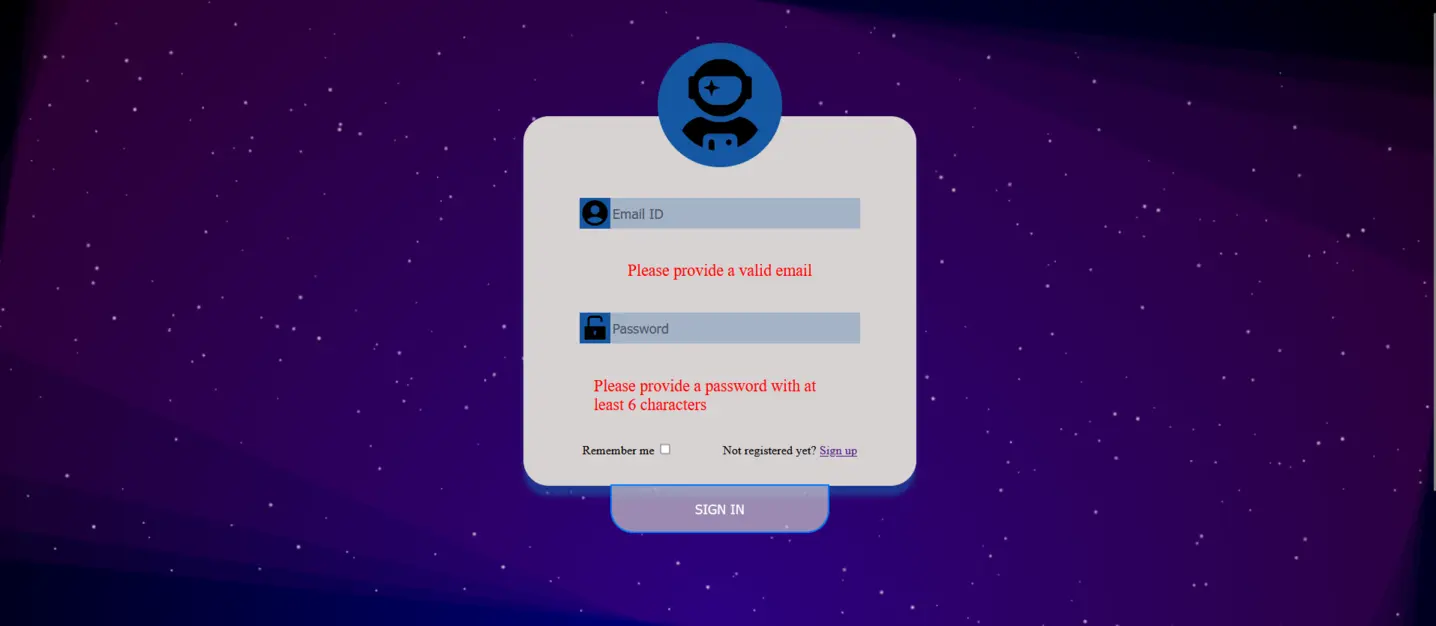 Email ID
Please provide a valid email
Password
Please provide a password with at
least 6 characters
Remember me
Not registered yet? Sign up
SIGN IN